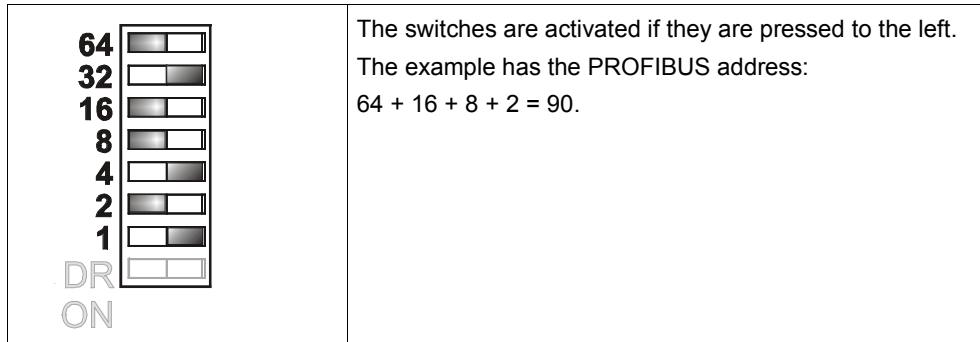 64
32
16
8
4
2
1
DR
ON
The switches are activated if they are pressed to the left.
The example has the PROFIBUS address:
64 + 16 + 8 + 2 = 90.